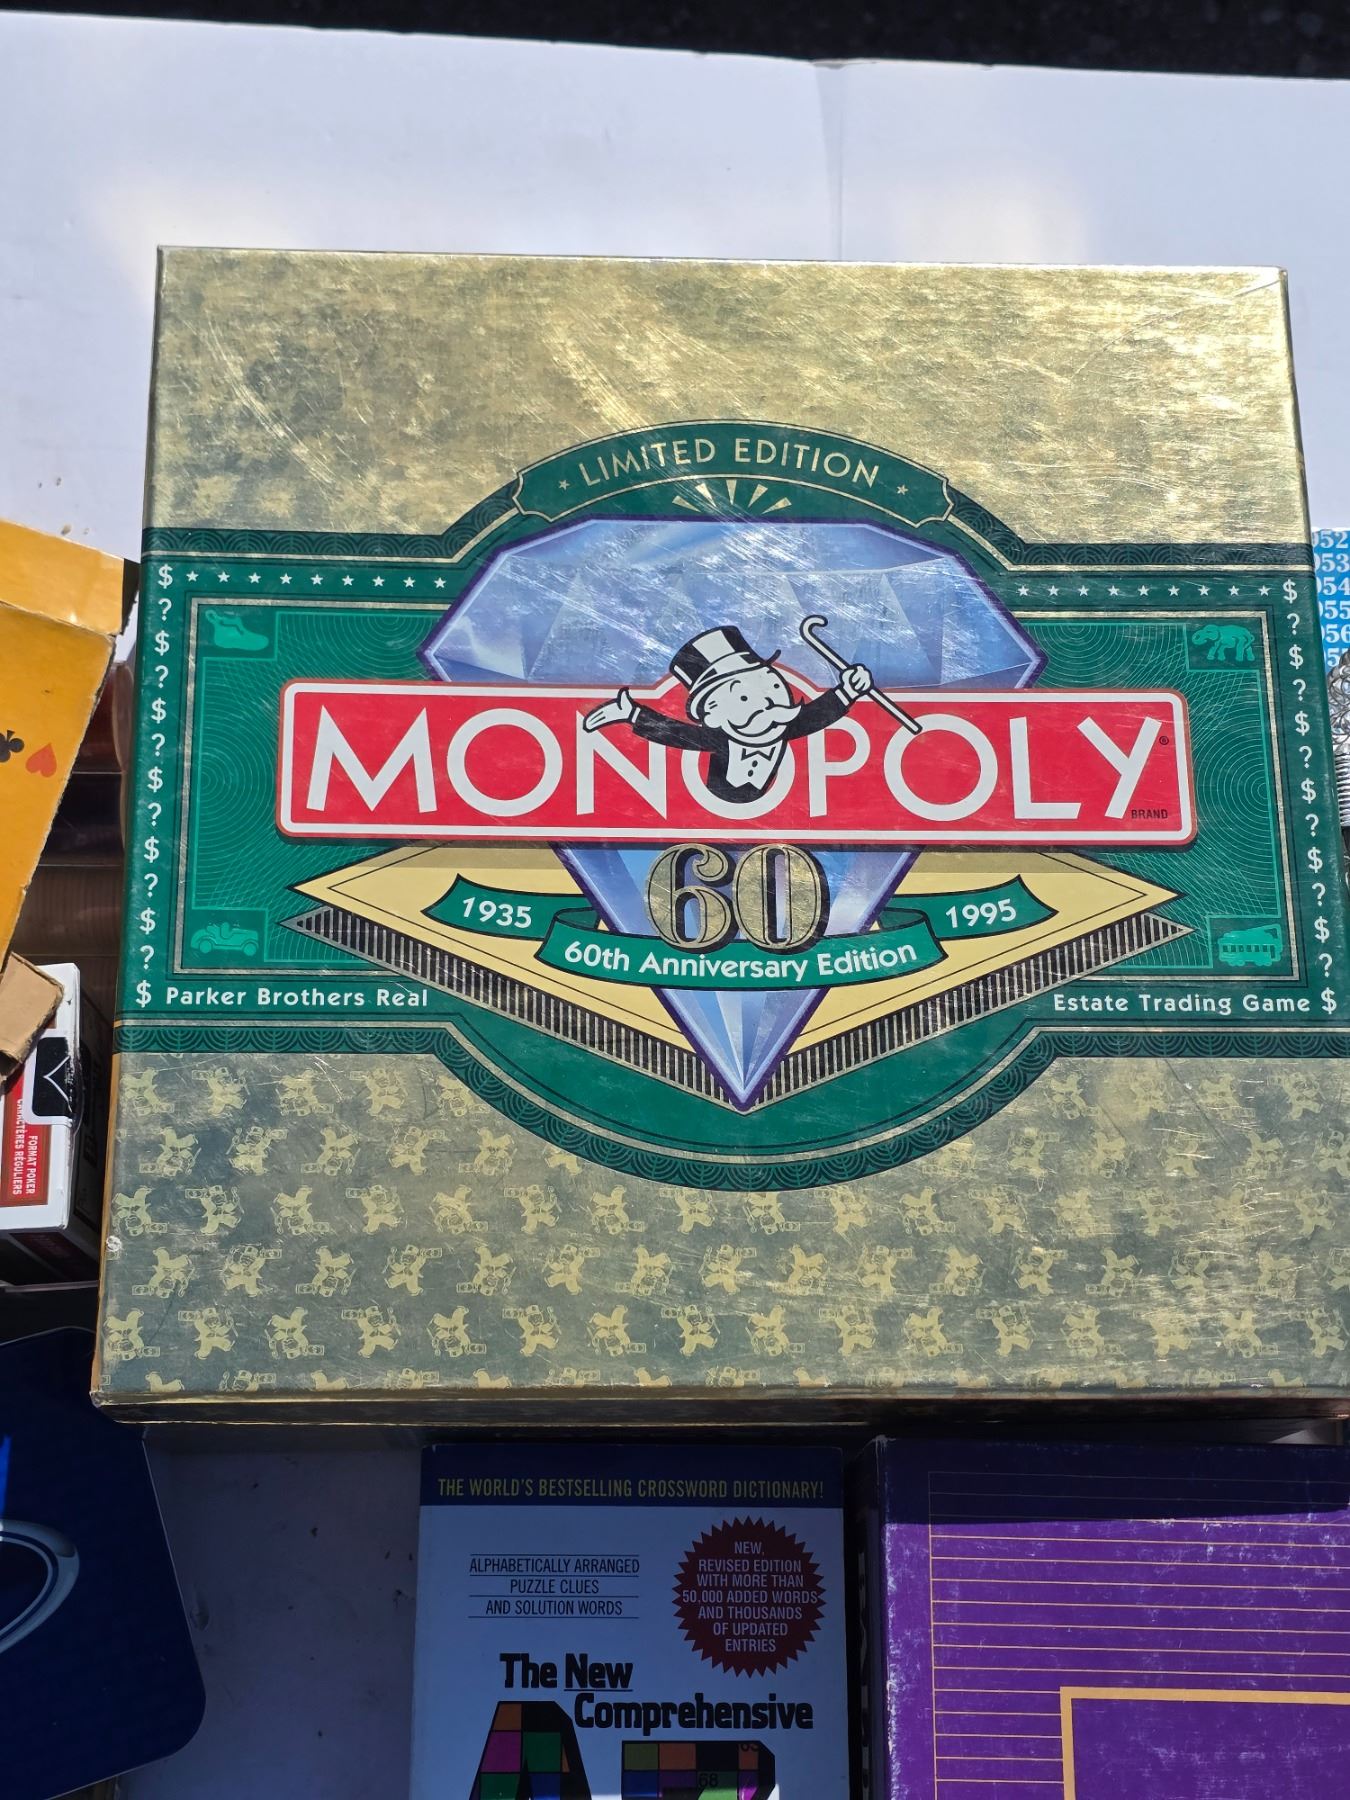 LIMITED EDITION
MONOPOLY®
BRAND
60
1935
1995
60th Anniversary Edition
$ Parker Brothers Real
Estate Trading Game $
FORMAT POKER
CARACTÈRES RÉGULIERS
THE WORLD'S BESTSELLING CROSSWORD DICTIONARY!
ALPHABETICALLY ARRANGED
PUZZLE CLUES
AND SOLUTION WORDS
NEW,
REVISED EDITION
WITH MORE THAN
50,000 ADDED WORDS
AND THOUSANDS
OF UPDATED
ENTRIES
The New
Comprehensive
68